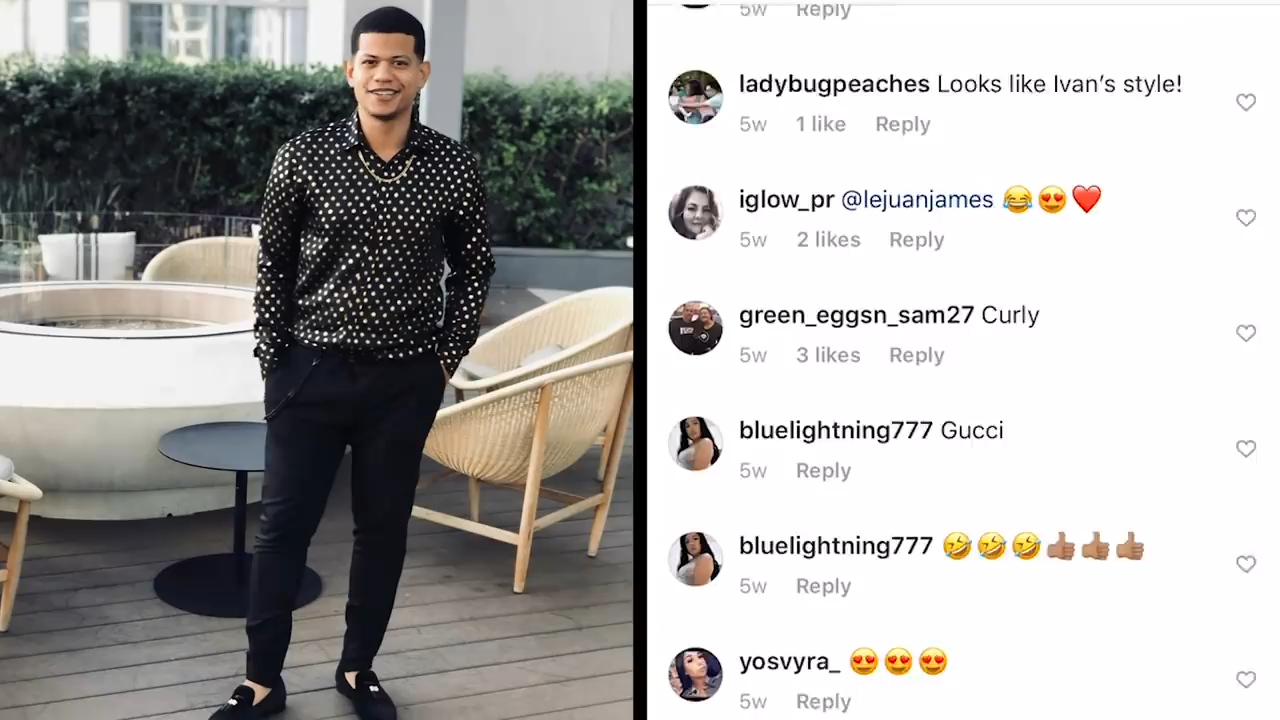 5w Reply
ladybugpeaches Looks like Ivan’s style!
5w 1 like Reply
iglow_pr @lejuanjames 😂😍❤️
5w 2 likes Reply
green_eggsn_sam27 Curly
5w 3 likes Reply
bluelightning777 Gucci
5w Reply
bluelightning777 🤣🤣🤣👍🏽👍🏽👍🏽
5w Reply
yosvyra_ 😍😍😍
5w Reply